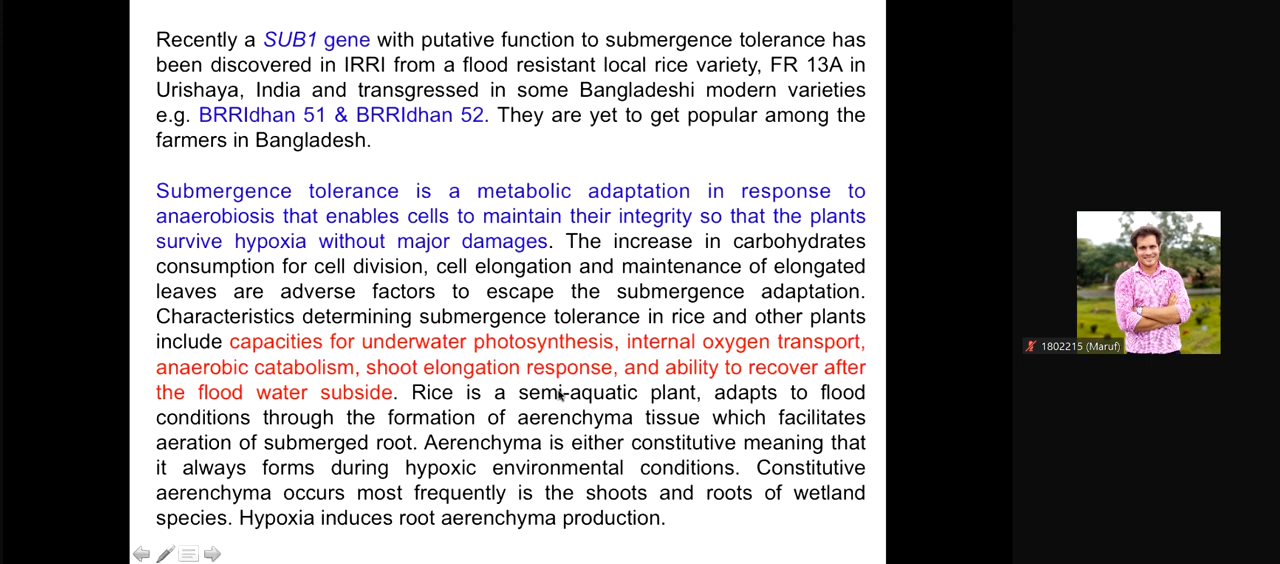 Recently a SUB1 gene with putative function to submergence tolerance has
been discovered in IRRI from a flood resistant local rice variety, FR 13A in
Urishaya, India and transgressed in some Bangladeshi modern varieties
e.g. BRRIdhan 51 & BRRIdhan 52. They are yet to get popular among the
farmers in Bangladesh.
Submergence tolerance is a metabolic adaptation in response to
anaerobiosis that enables cells to maintain their integrity so that the plants
survive hypoxia without major damages. The increase in carbohydrates
consumption for cell division, cell elongation and maintenance of elongated
leaves are adverse factors to escape the submergence adaptation.
Characteristics determining submergence tolerance in rice and other plants
include capacities for underwater photosynthesis, internal oxygen transport,
anaerobic catabolism, shoot elongation response, and ability to recover after
the flood water subside. Rice is a semi-aquatic plant, adapts to flood
conditions through the formation of aerenchyma tissue which facilitates
aeration of submerged root. Aerenchyma is either constitutive meaning that
it always forms during hypoxic environmental conditions. Constitutive
aerenchyma occurs most frequently is the shoots and roots of wetland
species. Hypoxia induces root aerenchyma production.
1802215 (Maruf)